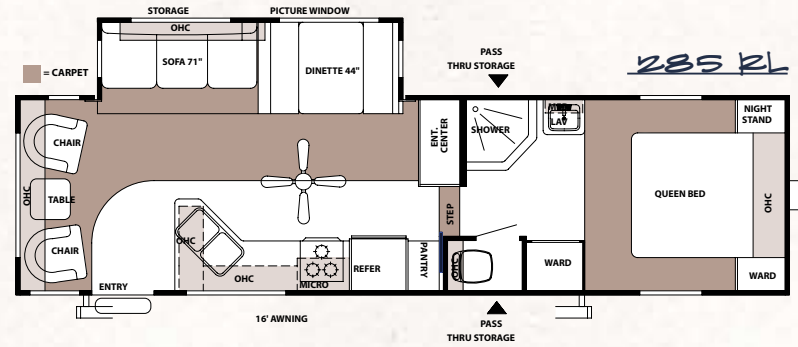 STORAGE
PICTURE WINDOW
OHC
SOFA 71"
DINETTE 44"
PASS
THRU STORAGE
285 RL
= CARPET
CHAIR
OHC
TABLE
CHAIR
ENT.
CENTER
SHOWER
LAV
NIGHT
STAND
QUEEN BED
OHC
STEP
OHC
OHC
MICRO
REFER
PANTRY
OHC
WARD
WARD
ENTRY
16' AWNING
PASS
THRU STORAGE